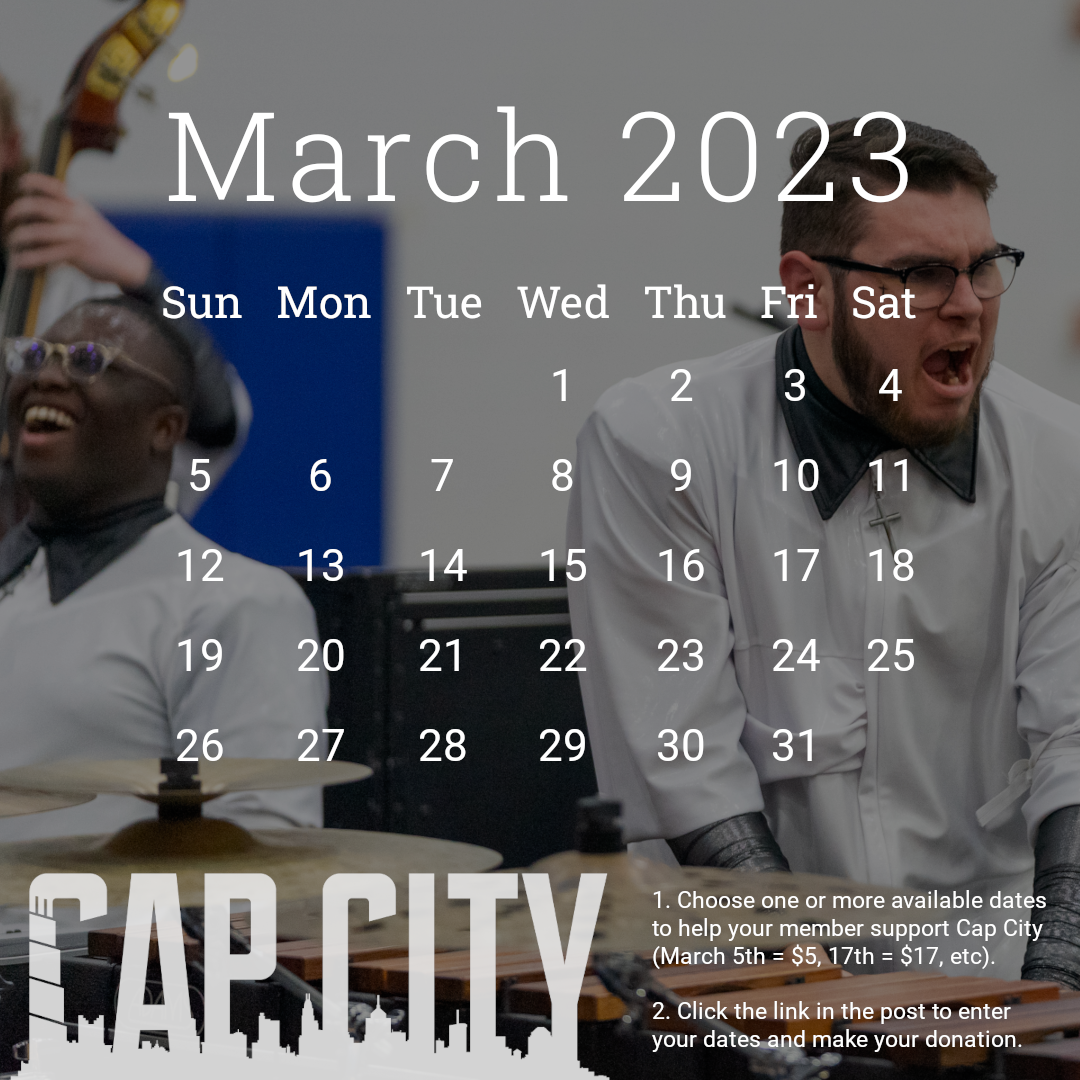 March 2023
Sun Mon Tue Wed Thu Fri Sat
1 2 3 4
5 6 7 8 9 10 11
12 13 14 15 16 17 18
19 20 21 22 23 24 25
26 27 28 29 30 31
CAP CITY
1. Choose one or more available dates
to help your member support Cap City
(March 5th = $5, 17th = $17, etc).
2. Click the link in the post to enter
your dates and make your donation.